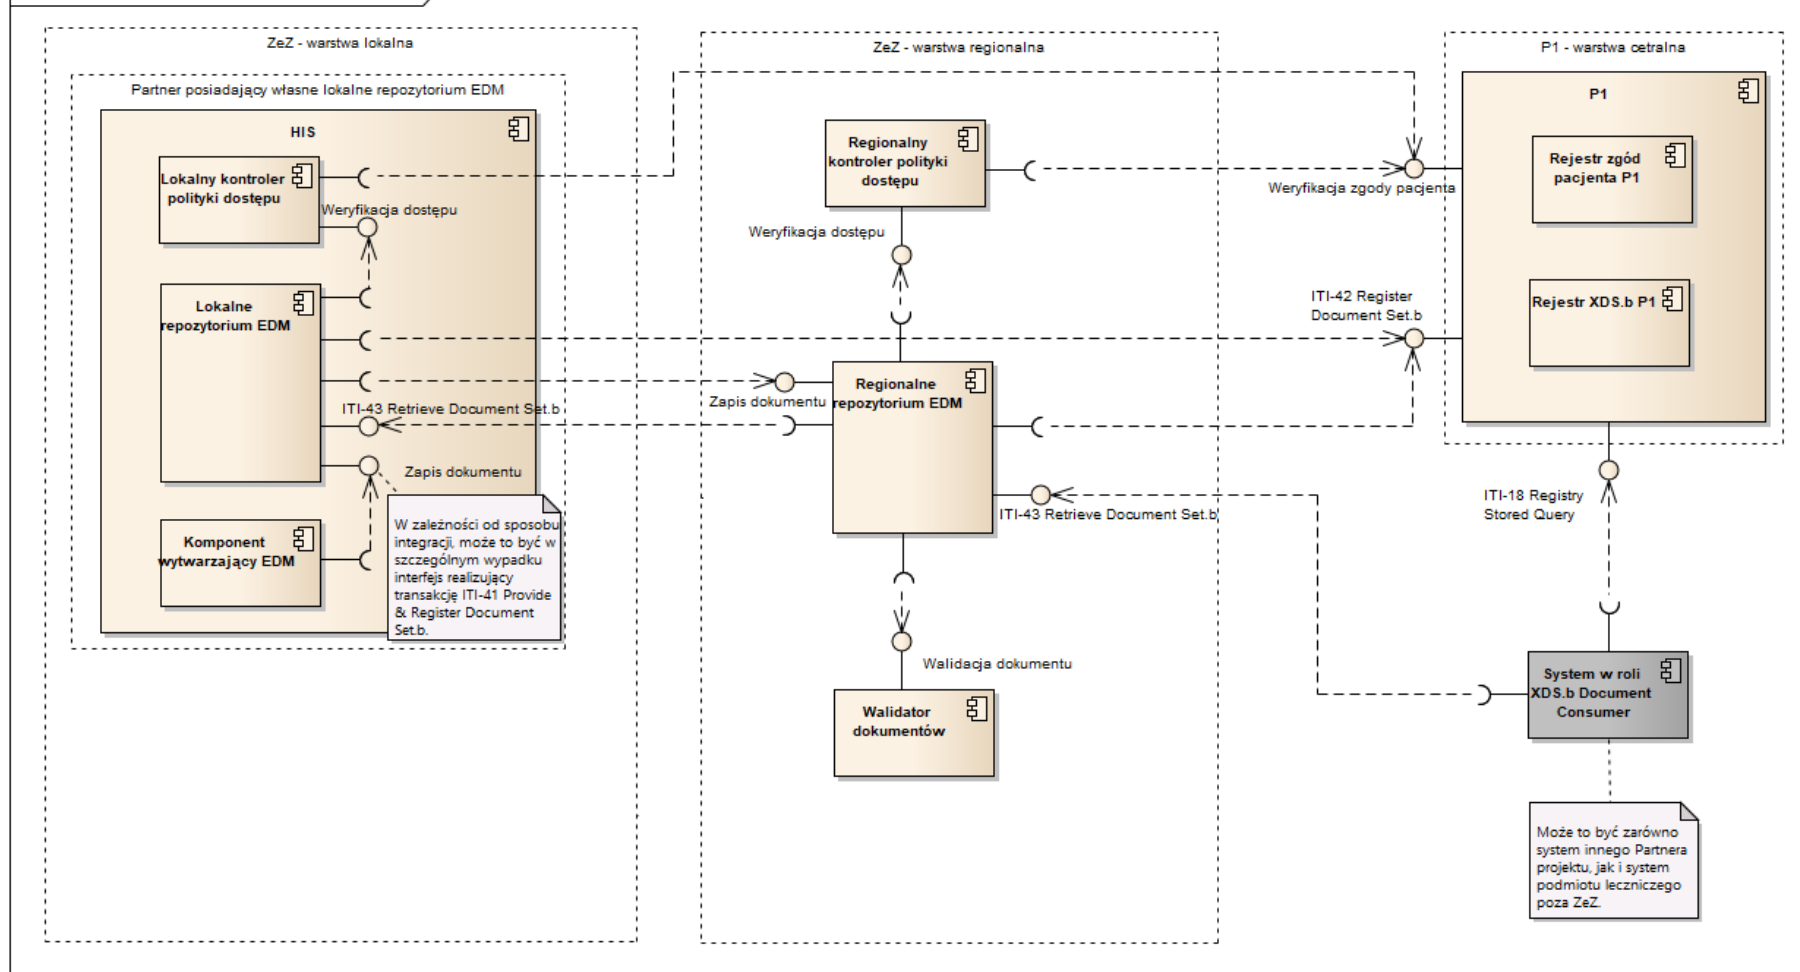 ZeZ - warstwa lokalna
Partner posiadający własne lokalne repozytorium EDM
HIS
Lokalny kontroler
polityki dostępu
Weryfikacja dostępu
Lokalne
repozytorium EDM
ITI-43 Retrieve Document Set.b
Zapis dokumentu
Komponent
wytwarzający EDM
W zależności od sposobu
integracji, może to być w
szczególnym wypadku
interfejs realizujący
transakcję ITI-41 Provide
& Register Document
Set.b.
ZeZ - warstwa regionalna
Regionalny
kontroler polityki
dostępu
Weryfikacja dostępu
Zapis dokumentu
Regionalne
repozytorium EDM
ITI-43 Retrieve Document Set.b
Walidacja dokumentu
Walidator
dokumentów
P1 - warstwa cetralna
P1
Rejestr zgód
pacjenta P1
Weryfikacja zgody pacjenta
ITI-42 Register
Document Set.b
Rejestr XDS.b P1
ITI-18 Registry
Stored Query
System w roli
XDS.b Document
Consumer
Może to być zarówno
system innego Partnera
projektu, jak i system
podmiotu leczniczego
poza ZeZ.